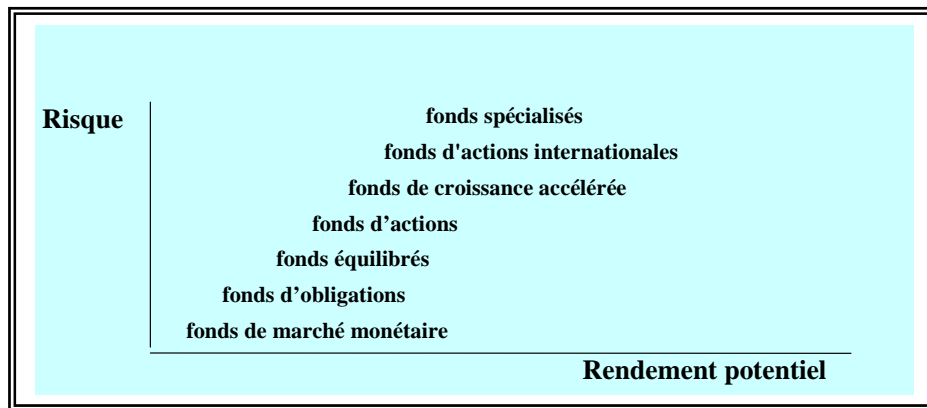 Risque
fonds spécialisés
fonds d'actions internationales
fonds de croissance accélérée
fonds d’actions
fonds équilibrés
fonds d’obligations
fonds de marché monétaire
Rendement potentiel